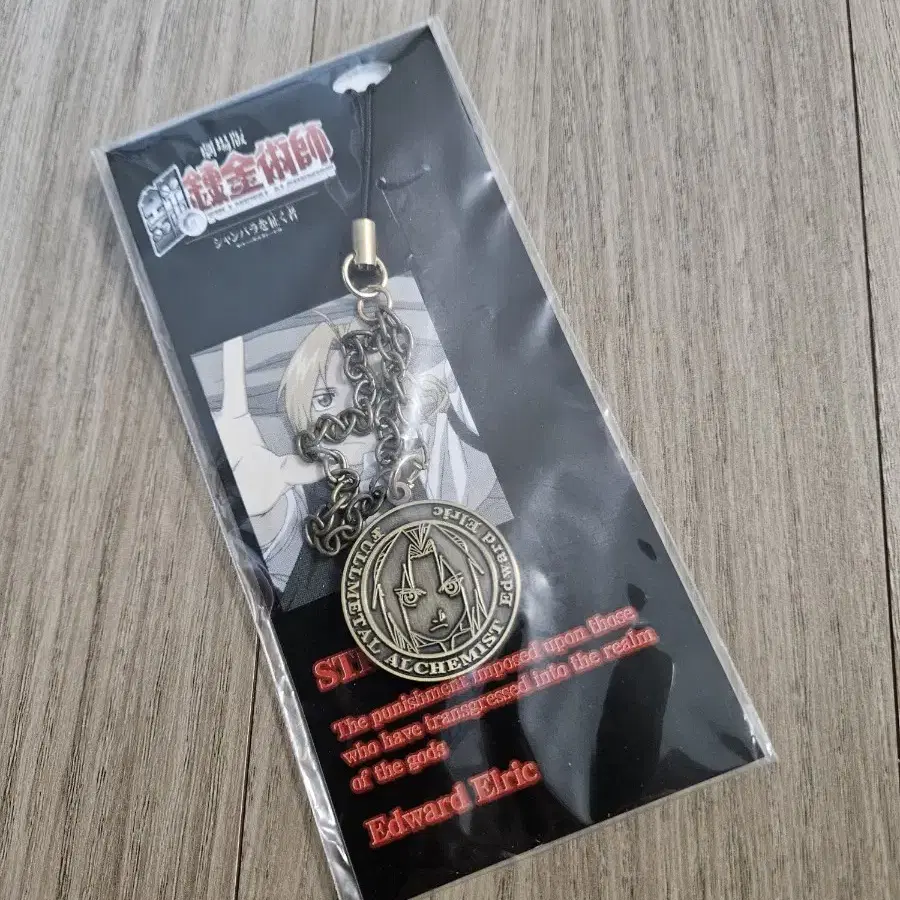 劇場版
鋼の錬金術師
シャンバラを征く者
FULLMETAL ALCHEMIST
Edward Elric
The punishment imposed upon those
who have transgressed into the realm
of the gods
Edward Elric